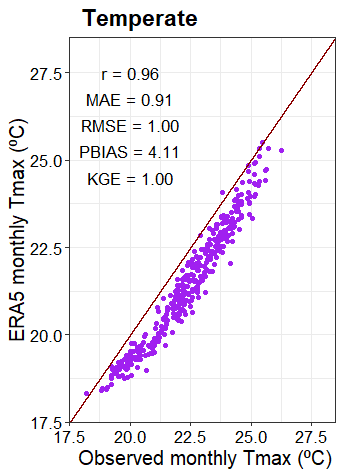 Temperate
ERA5 monthly Tmax (ºC)
27.5
25.0
22.5
20.0
17.5
r = 0.96
MAE = 0.91
RMSE = 1.00
PBIAS = 4.11
KGE = 1.00
17.5 20.0 22.5 25.0 27.5
Observed monthly Tmax (ºC)